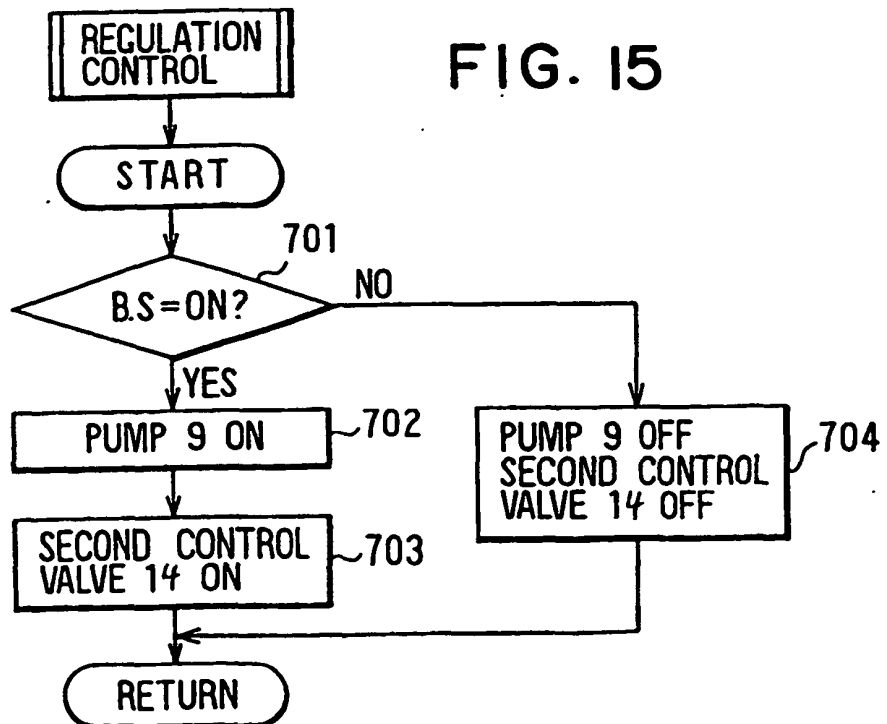 REGULATION
CONTROL
FIG. 15
START
701
B.S=ON?
NO
YES
PUMP 9 ON
702
SECOND CONTROL
VALVE 14 ON
703
PUMP 9 OFF
SECOND CONTROL
VALVE 14 OFF
704
RETURN